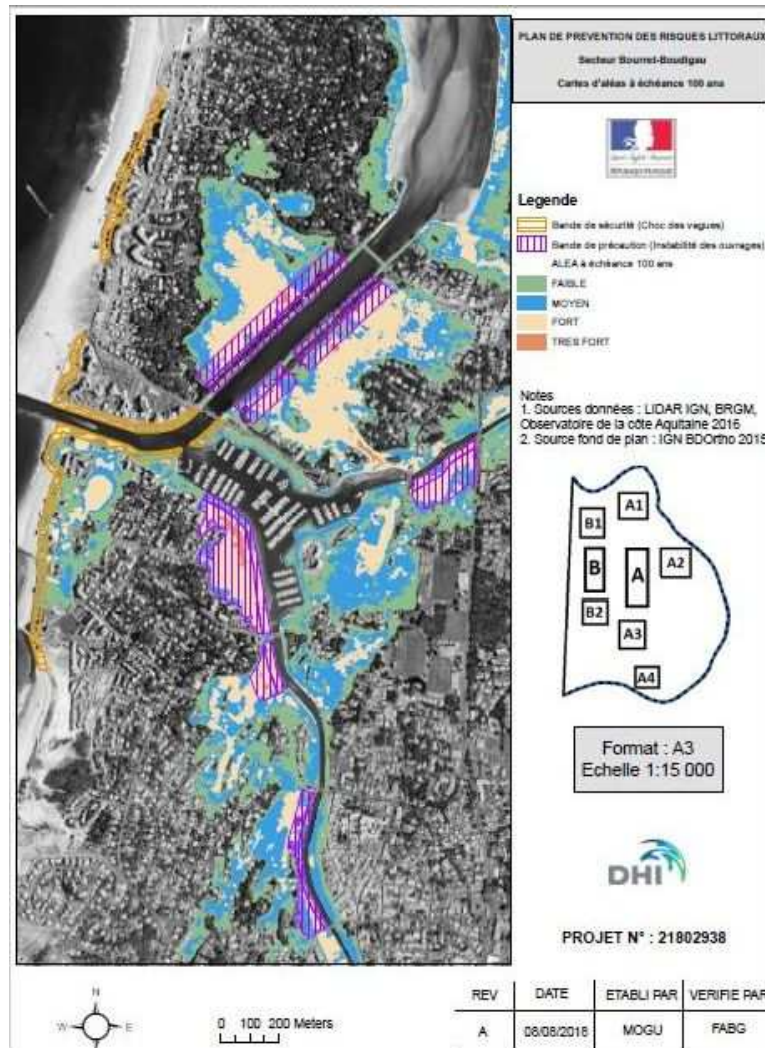 PLAN DE PREVENTION DES RISQUES LITTORAUX
Secteur Bourret-Boudigau
Cartes d'aléas à échéance 100 ans
Legende
Bande de sécurité (Choc des vagues)
Bande de précaution (Instabilité des ouvrages)
ALEA à échéance 100 ans
FAIBLE
MOYEN
FORT
TRES FORT
Notes
1. Sources données : LIDAR IGN, BRGM,
Observatoire de la côte Aquitaine 2016
2. Source fond de plan : IGN BDOrtho 2015
A1
B1
B
A
A2
B2
A3
A4
Format : A3
Echelle 1:15 000
DHI
PROJET N° : 21802938
N
W
E
S
0 100 200 Meters
REV DATE ETABLI PAR VERIFIE PAR
A 08/08/2018 MOGU FABG